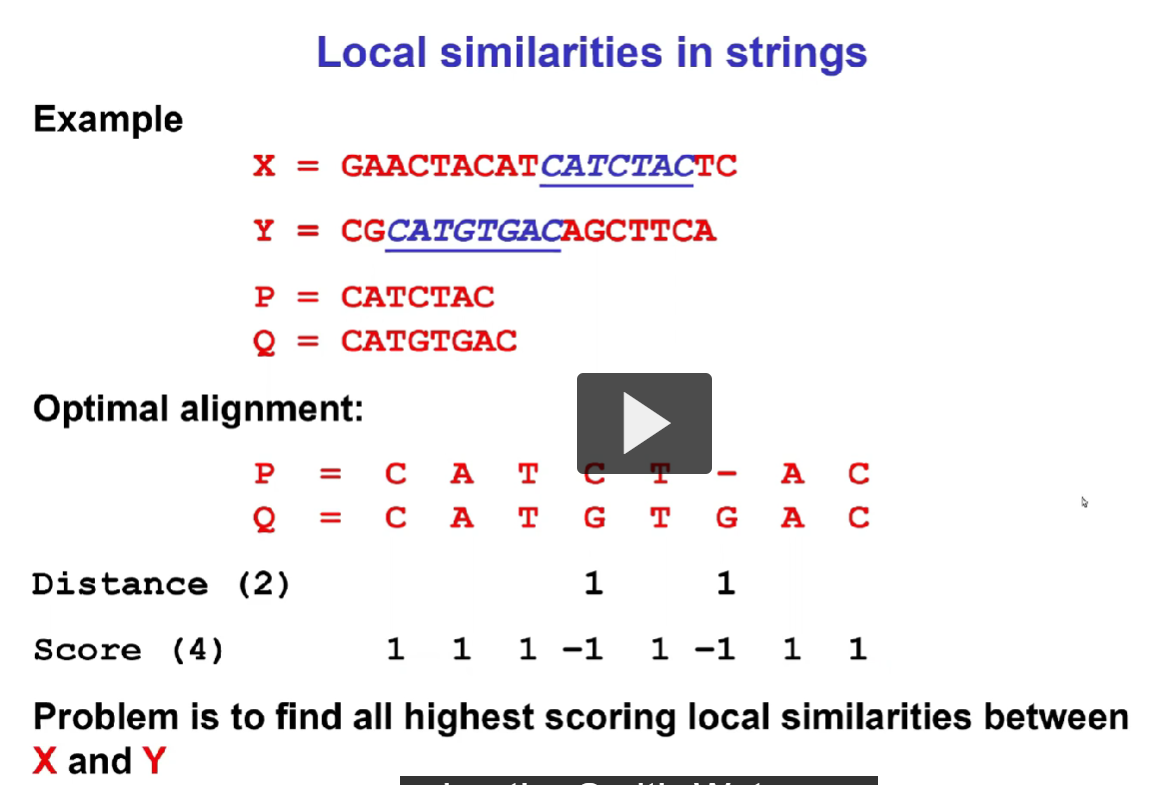 Local similarities in strings
Example
X = GAACTACATCATCTACTC
Y = CGCATGTGACAGCTTCA
P = CATCTAC
Q = CATGTGAC
Optimal alignment:
P = C A T C T – A C
Q = C A T G T G A C
Distance (2) 1 1
Score (4) 1 1 1 –1 1 –1 1 1
Problem is to find all highest scoring local similarities between
X and Y